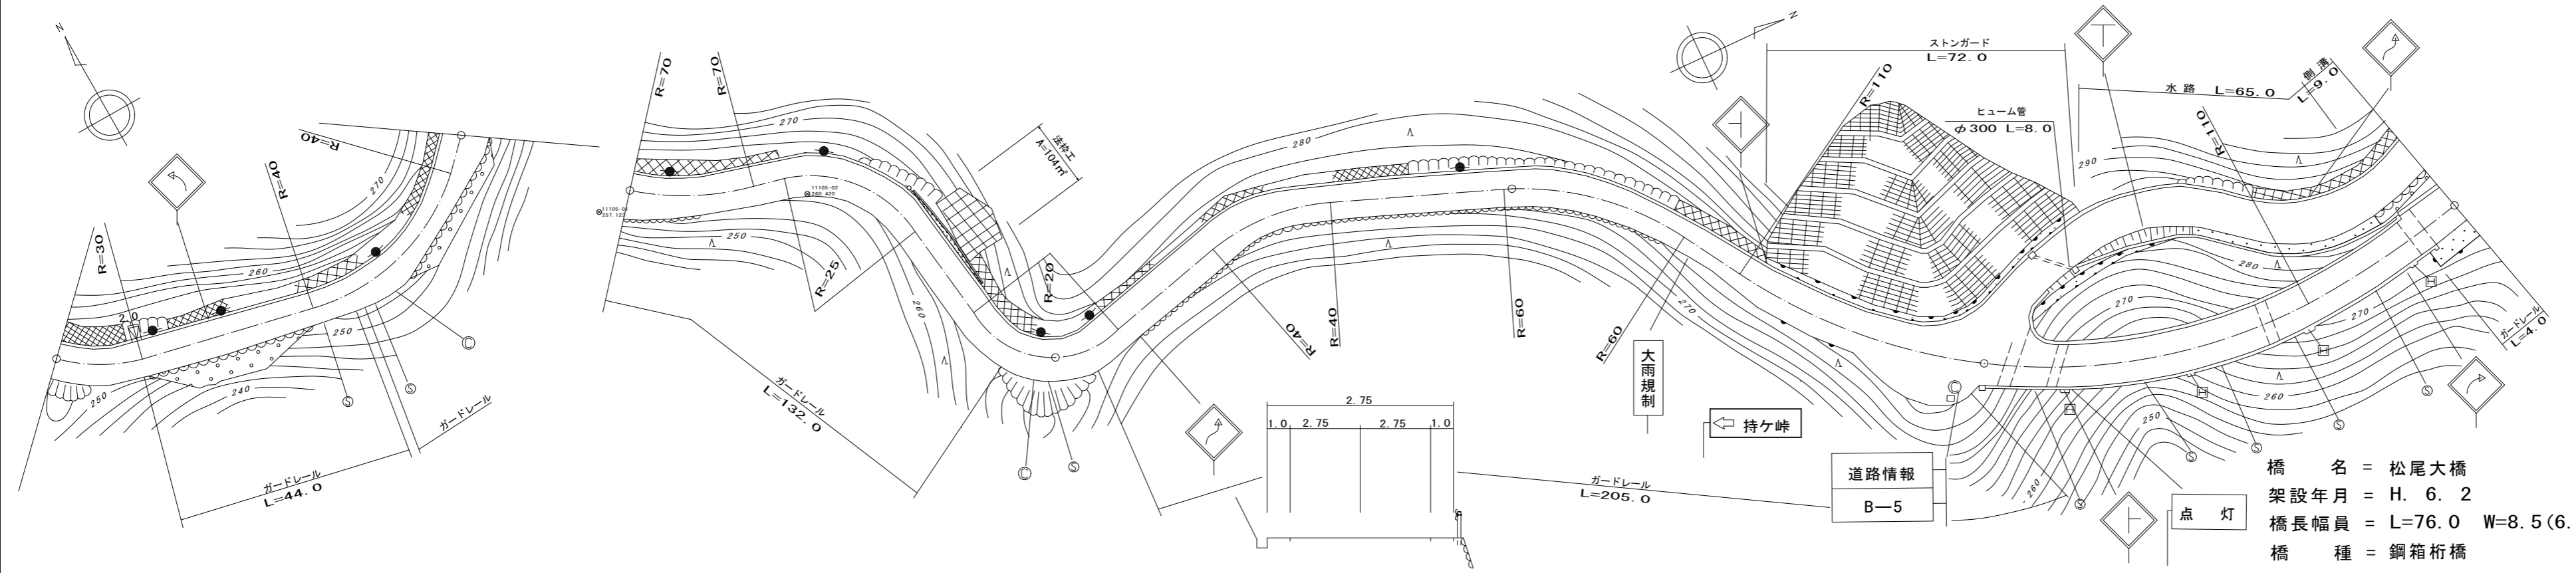 N
R=30
2.0
R=40
R=40
270
260
250
250
240
Ⓒ
Ⓢ
Ⓢ
ガードレール
ガードレール
L=44.0
R=70
R=70
270
11105-02
260.420
250
R=25
法枠工
A=104㎡
R=20
260
ガードレール
L=132.0
Ⓒ
Ⓢ
280
R=40
R=40
R=60
R=60
270
2.75
1.0 2.75 2.75 1.0
ガードレール
L=205.0
大雨規制
持ケ峠
道路情報
B—5
N
ストンガード
L=72.0
R=110
ヒューム管
φ300 L=8.0
水路 L=65.0
側溝
L=9.0
R=110
290
280
270
270
260
250
260
Ⓒ
H
H
H
H
Ⓢ
Ⓢ
Ⓢ
Ⓢ
Ⓢ
ガードレール
L=4.0
点 灯
橋 名 = 松尾大橋
架設年月 = H. 6. 2
橋長幅員 = L=76.0 W=8.5(6.
橋 種 = 鋼箱桁橋